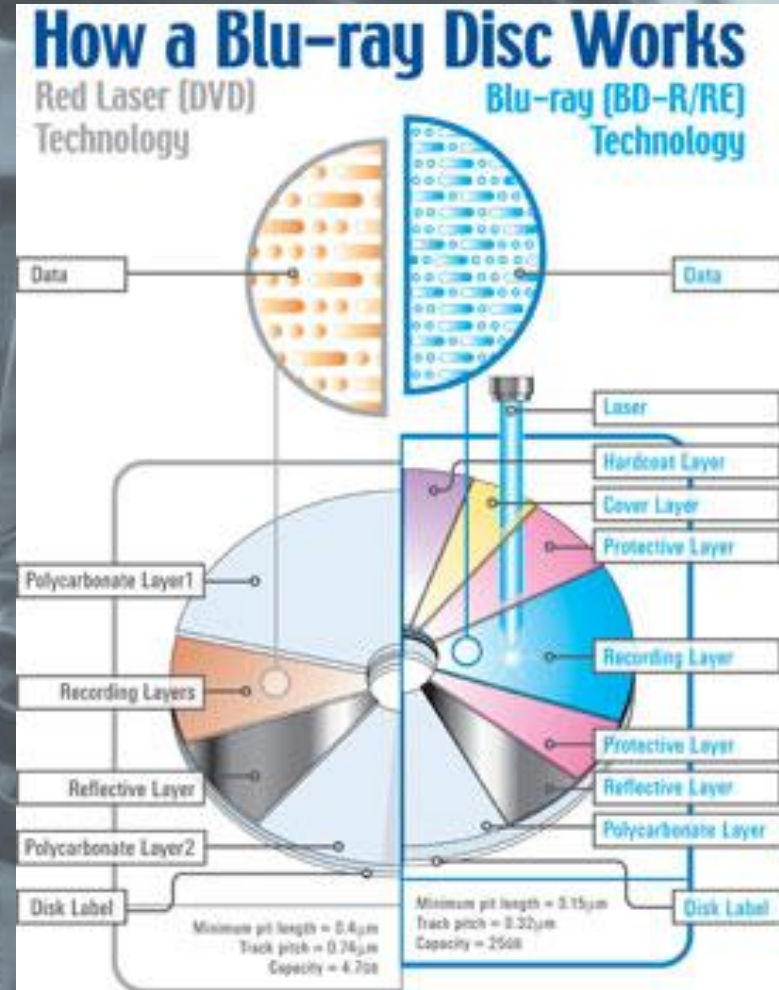 How a Blu-ray Disc Works
Red Laser (DVD)
Technology
Blu-ray (BD-R/RE)
Technology
Data
Data
Laser
Hardcoat Layer
Cover Layer
Protective Layer
Polycarbonate Layer1
Recording Layer
Recording Layers
Protective Layer
Reflective Layer
Reflective Layer
Polycarbonate Layer
Polycarbonate Layer2
Disk Label
Disk Label
Minimum pit length = 0.4µm
Track pitch = 0.74µm
Capacity = 4.7GB
Minimum pit length = 0.15µm
Track pitch = 0.32µm
Capacity = 25GB